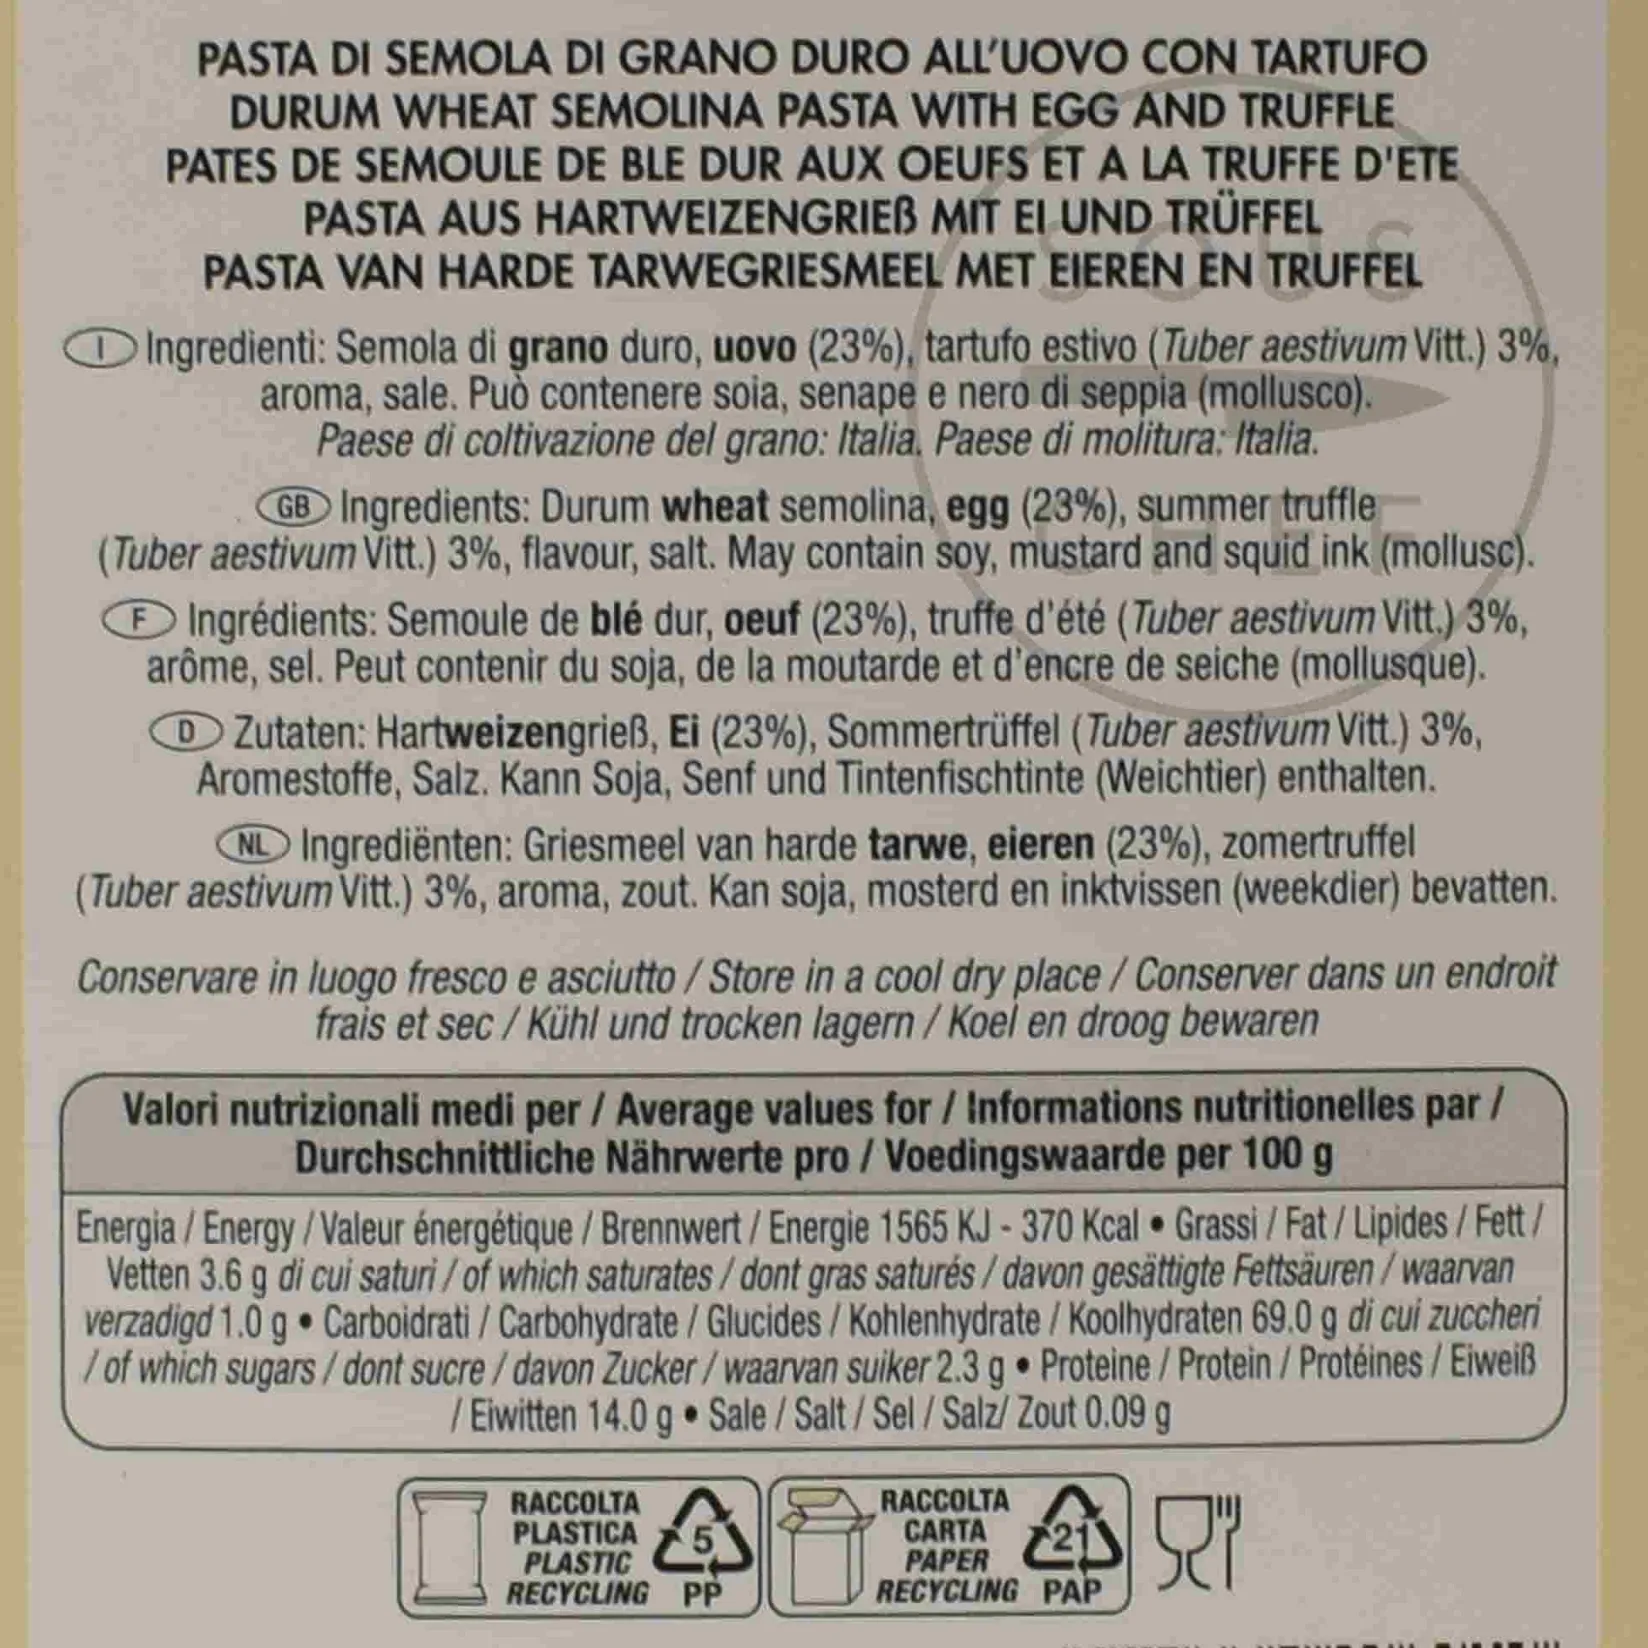 PASTA DI SEMOLA DI GRANO DURO ALL'UOVO CON TARTUFO
DURUM WHEAT SEMOLINA PASTA WITH EGG AND TRUFFLE
PATES DE SEMOULE DE BLE DUR AUX OEUFS ET A LA TRUFFE D'ETE
PASTA AUS HARTWEIZENGRIEß MIT EI UND TRÜFFEL
PASTA VAN HARDE TARWEGRIESMEEL MET EIEREN EN TRUFFEL
SOUS
CHEF
I Ingredienti: Semola di grano duro, uovo (23%), tartufo estivo (Tuber aestivum Vitt.) 3%,
aroma, sale. Può contenere soia, senape e nero di seppia (mollusco).
Paese di coltivazione del grano: Italia. Paese di molitura: Italia.
GB Ingredients: Durum wheat semolina, egg (23%), summer truffle
(Tuber aestivum Vitt.) 3%, flavour, salt. May contain soy, mustard and squid ink (mollusc).
F Ingrédients: Semoule de blé dur, oeuf (23%), truffe d'été (Tuber aestivum Vitt.) 3%,
arôme, sel. Peut contenir du soja, de la moutarde et d'encre de seiche (mollusque).
D Zutaten: Hartweizengrieß, Ei (23%), Sommertrüffel (Tuber aestivum Vitt.) 3%,
Aromestoffe, Salz. Kann Soja, Senf und Tintenfischtinte (Weichtier) enthalten.
NL Ingrediënten: Griesmeel van harde tarwe, eieren (23%), zomertruffel
(Tuber aestivum Vitt.) 3%, aroma, zout. Kan soja, mosterd en inktvissen (weekdier) bevatten.
Conservare in luogo fresco e asciutto / Store in a cool dry place / Conserver dans un endroit
frais et sec / Kühl und trocken lagern / Koel en droog bewaren
Valori nutrizionali medi per / Average values for / Informations nutritionelles par /
Durchschnittliche Nährwerte pro / Voedingswaarde per 100 g
Energia / Energy / Valeur énergétique / Brennwert / Energie 1565 KJ - 370 Kcal • Grassi / Fat / Lipides / Fett /
Vetten 3.6 g di cui saturi / of which saturates / dont gras saturés / davon gesättigte Fettsäuren / waarvan
verzadigd 1.0 g • Carboidrati / Carbohydrate / Glucides / Kohlenhydrate / Koolhydraten 69.0 g di cui zuccheri
/ of which sugars / dont sucre / davon Zucker / waarvan suiker 2.3 g • Proteine / Protein / Protéines / Eiweiß
/ Eiwitten 14.0 g • Sale / Salt / Sel / Salz/ Zout 0.09 g
RACCOLTA
PLASTICA
PLASTIC
RECYCLING
5
PP
RACCOLTA
CARTA
PAPER
RECYCLING
21
PAP